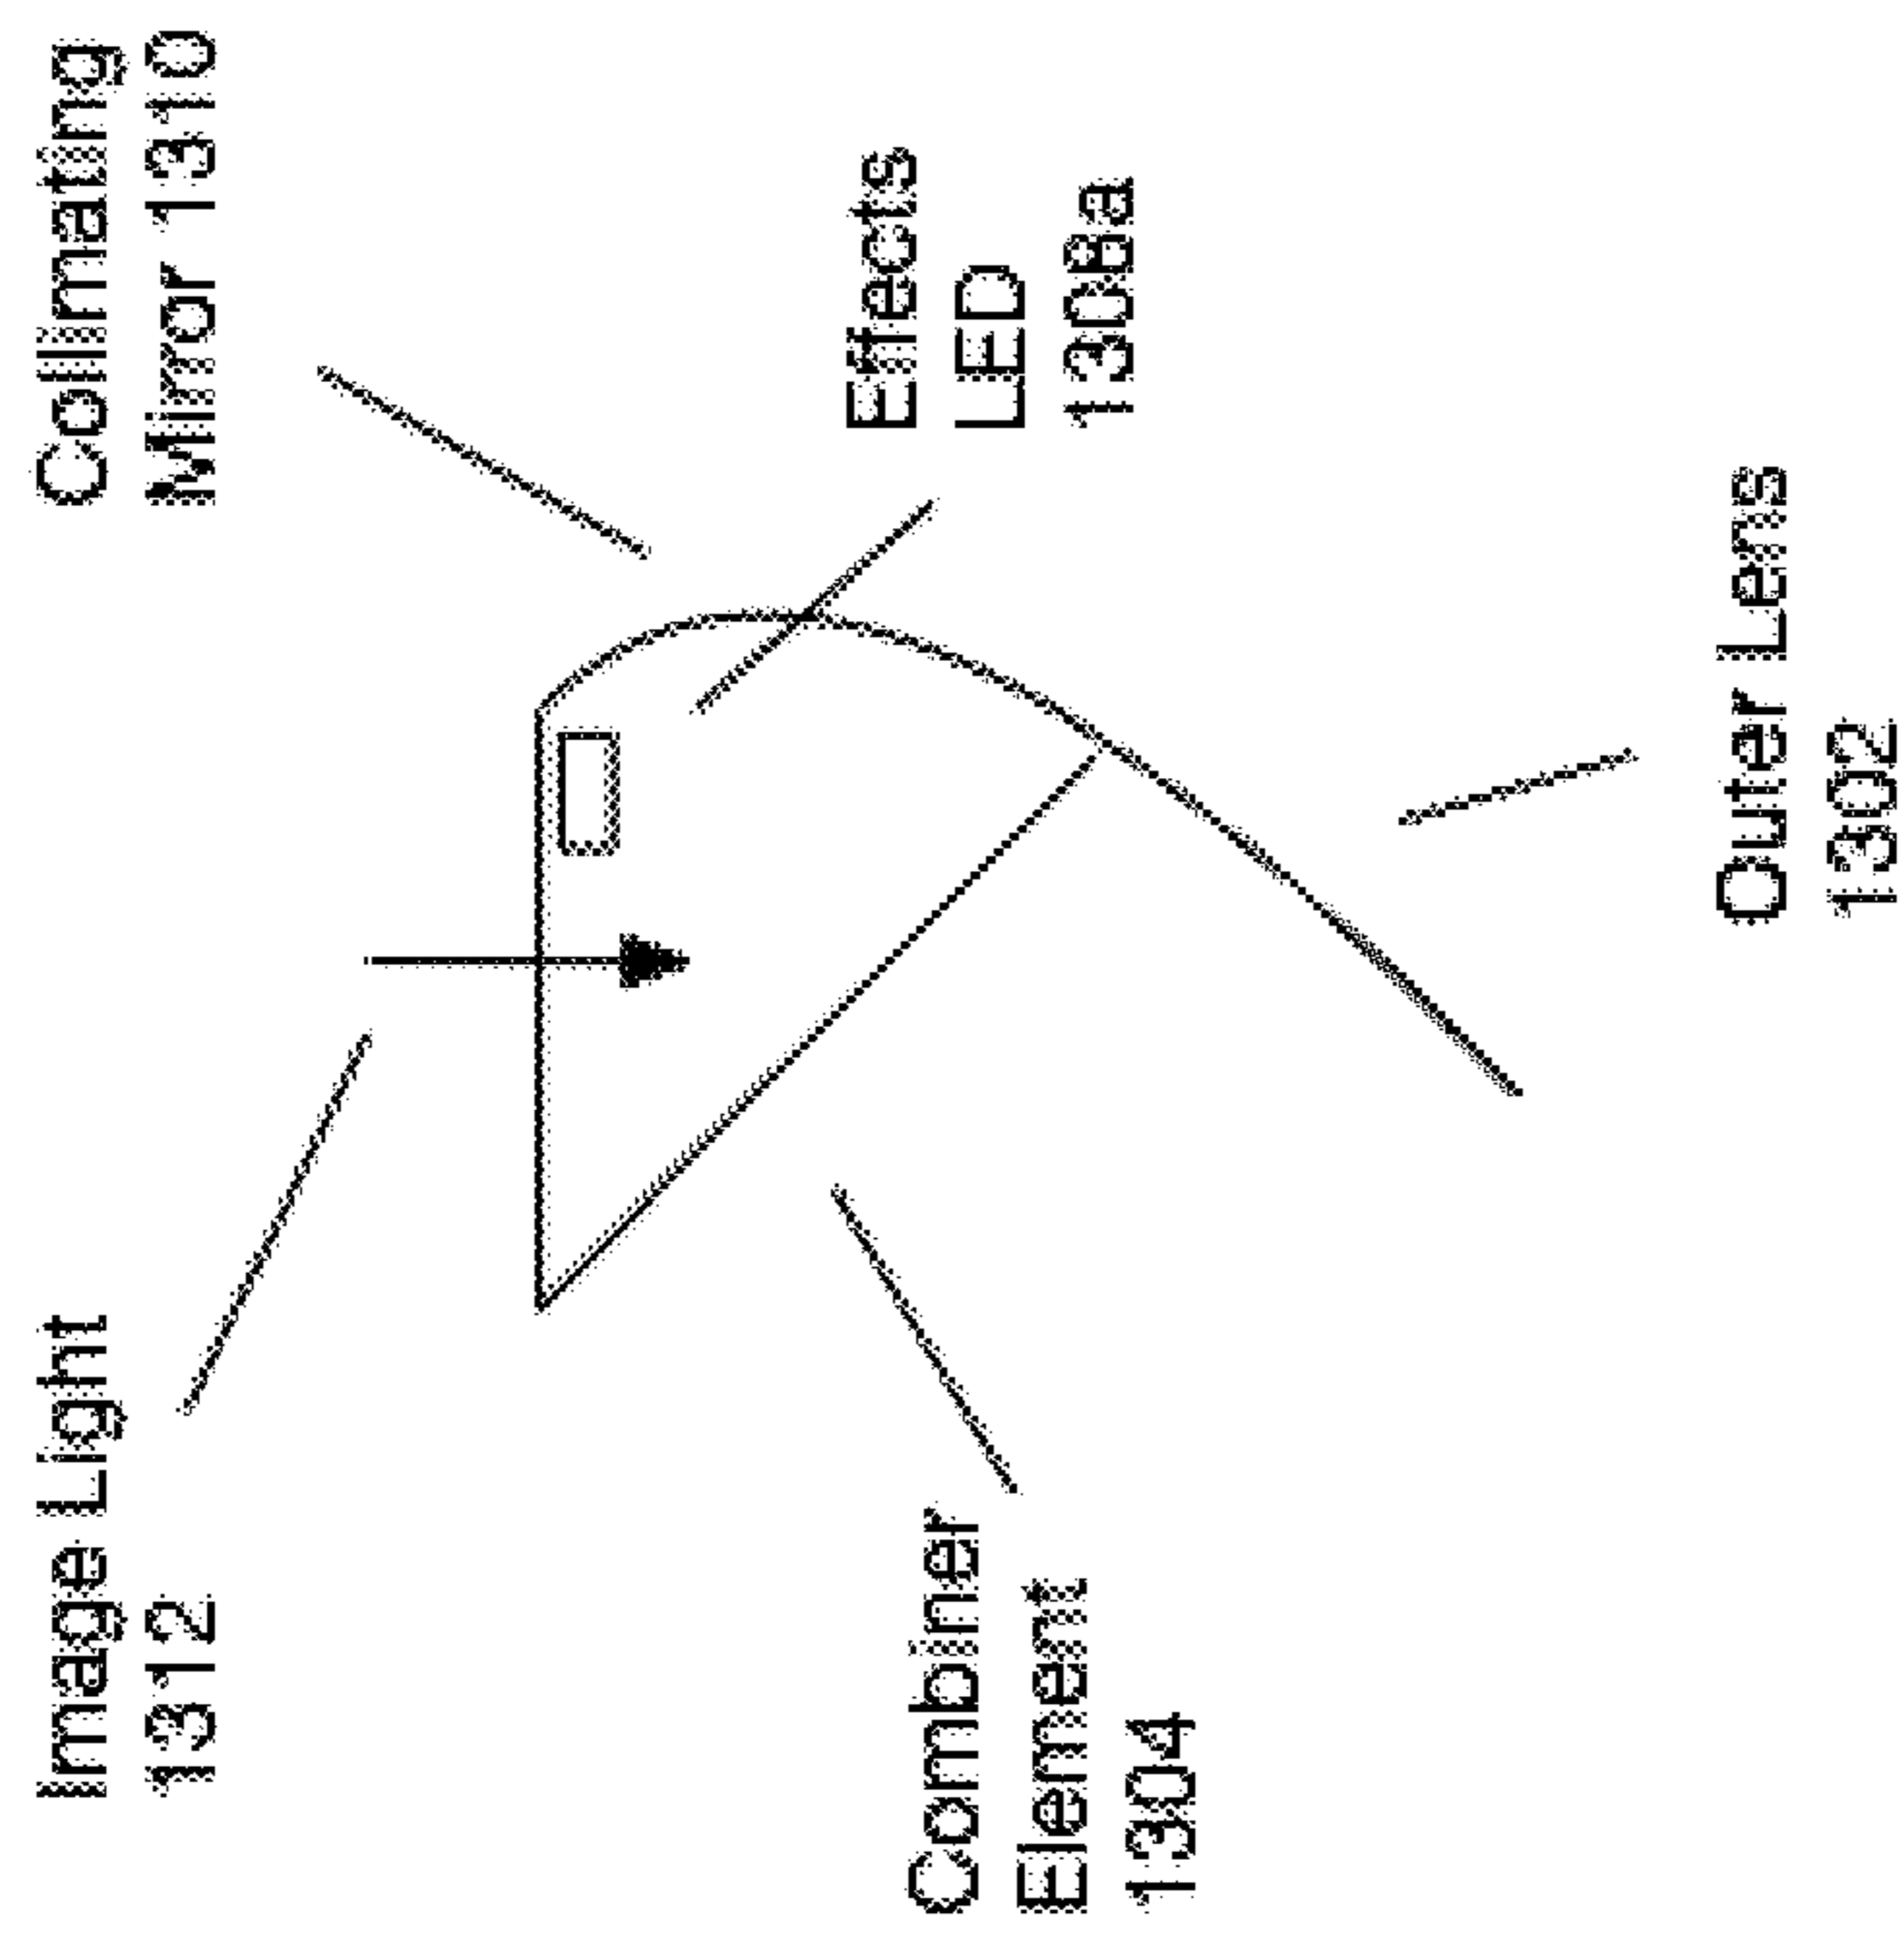 Image Light
1312
Collimating
Mirror 1310
Combiner
Element
1304
Effects
LED
1308a
Outer Lens
1302